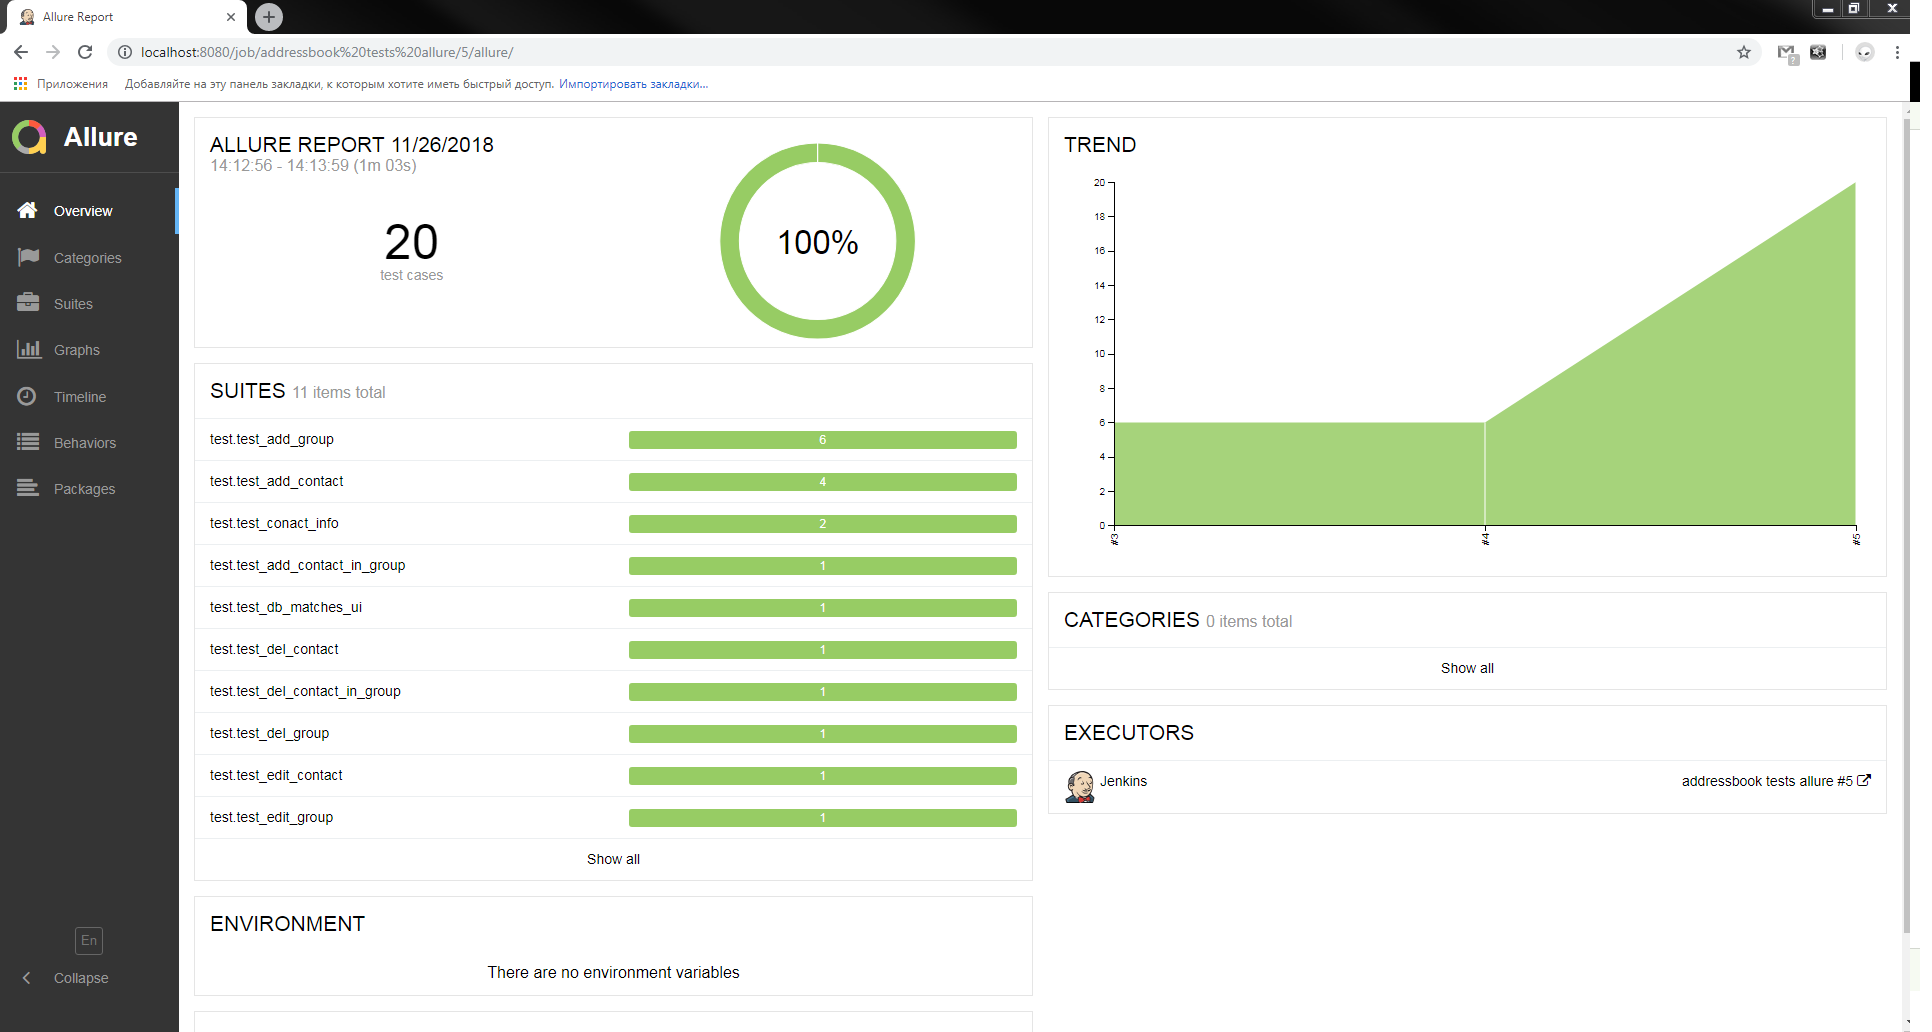 Allure Report
localhost:8080/job/addressbook%20tests%20allure/5/allure/
Приложения
Добавляйте на эту панель закладки, к которым хотите иметь быстрый доступ. Импортировать закладки...
Allure
Overview
Categories
Suites
Graphs
Timeline
Behaviors
Packages
En
Collapse
ALLURE REPORT 11/26/2018
14:12:56 - 14:13:59 (1m 03s)
20
test cases
100%
SUITES 11 items total
test.test_add_group 6
test.test_add_contact 4
test.test_conact_info 2
test.test_add_contact_in_group 1
test.test_db_matches_ui 1
test.test_del_contact 1
test.test_del_contact_in_group 1
test.test_del_group 1
test.test_edit_contact 1
test.test_edit_group 1
Show all
ENVIRONMENT
There are no environment variables
TREND
20
18
16
14
12
10
8
6
4
2
0
#3
#4
#5
CATEGORIES 0 items total
Show all
EXECUTORS
Jenkins
addressbook tests allure #5